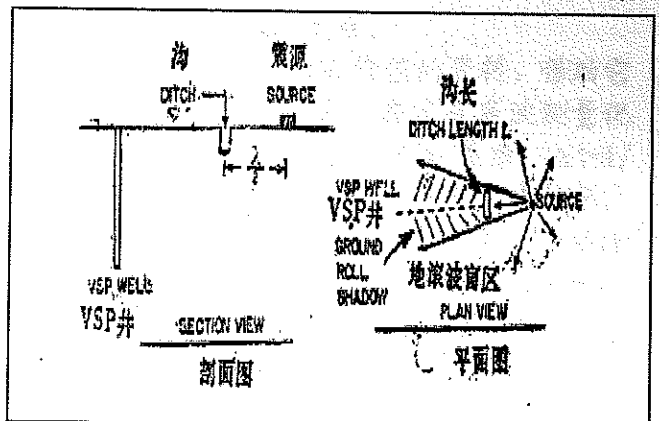 沟
DITCH
震源
SOURCE
λ
VSP WELL
VSP井
SECTION VIEW
剖面图
沟长
DITCH LENGTH L
VSP WELL
VSP井
SOURCE
GROUND
ROLL
SHADOW
地滚波盲区
PLAN VIEW
平面图